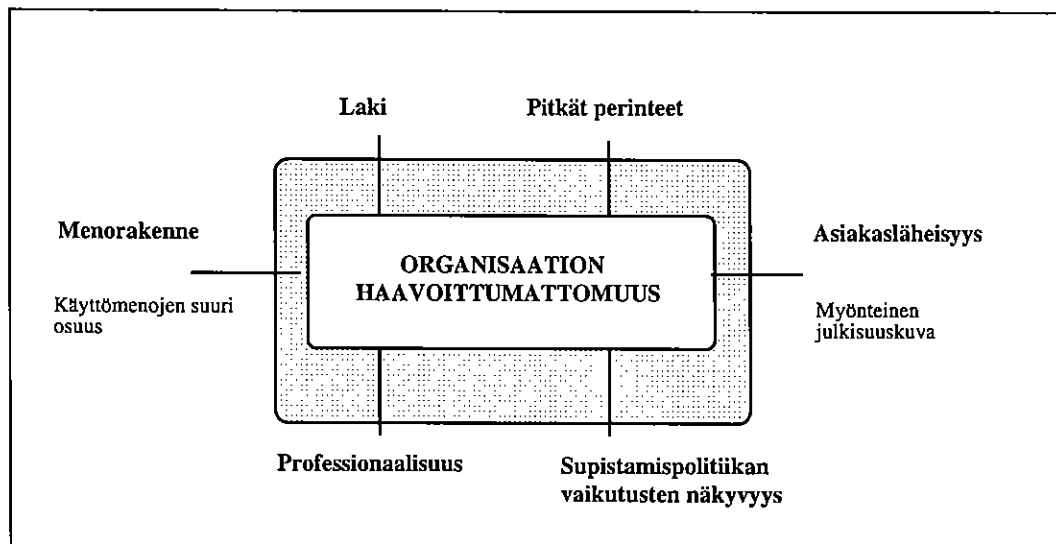 Laki
Pitkät perinteet
Menorakenne
Asiakasläheisyys
ORGANISAATION
HAAVOITTUMATTOMUUS
Käyttömenojen suuri
osuus
Myönteinen
julkisuuskuva
Professionaalisuus
Supistamispolitiikan
vaikutusten näkyvyys